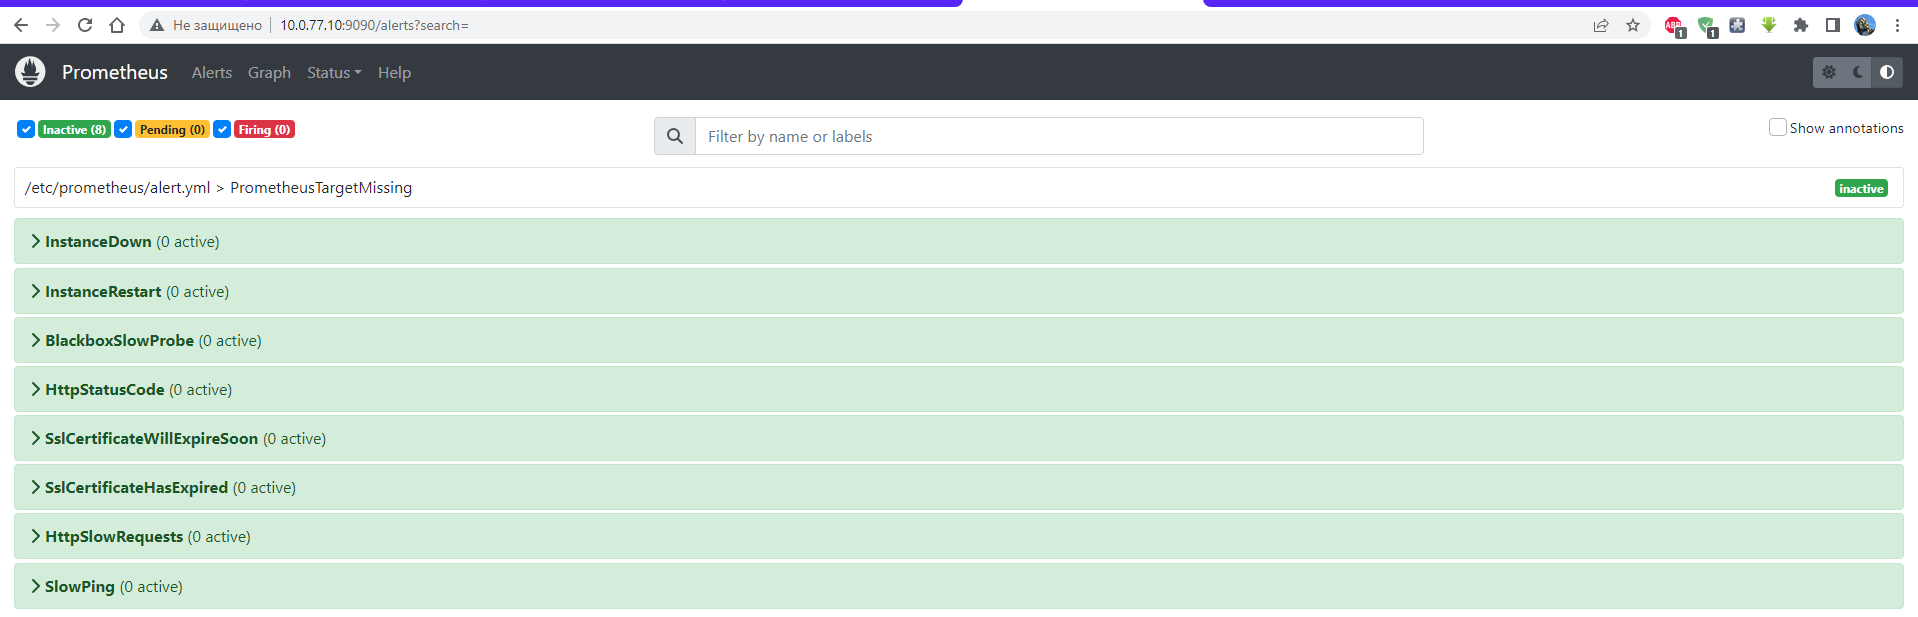 Не защищено 10.0.77.10:9090/alerts?search=
ABP 1 1
Prometheus Alerts Graph Status Help
Inactive (8) Pending (0) Firing (0) Filter by name or labels Show annotations
/etc/prometheus/alert.yml > PrometheusTargetMissing inactive
InstanceDown (0 active)
InstanceRestart (0 active)
BlackboxSlowProbe (0 active)
HttpStatusCode (0 active)
SslCertificateWillExpireSoon (0 active)
SslCertificateHasExpired (0 active)
HttpSlowRequests (0 active)
SlowPing (0 active)